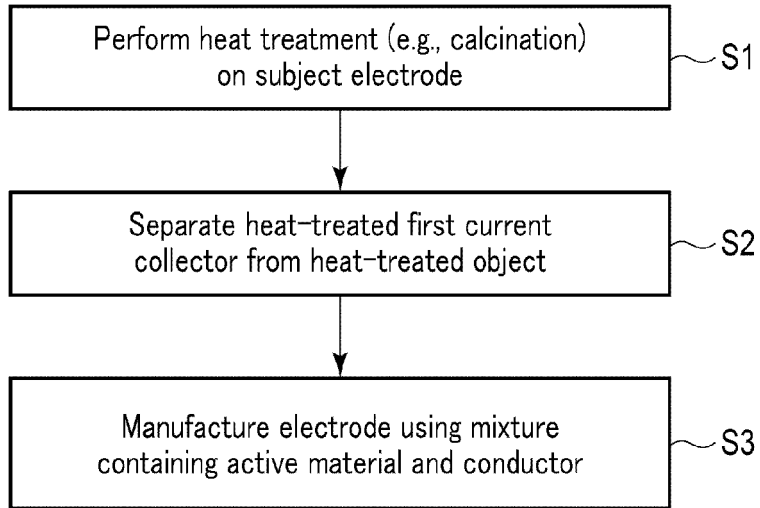 Perform heat treatment (e.g., calcination)
on subject electrode
S1
Separate heat-treated first current
collector from heat-treated object
S2
Manufacture electrode using mixture
containing active material and conductor
S3